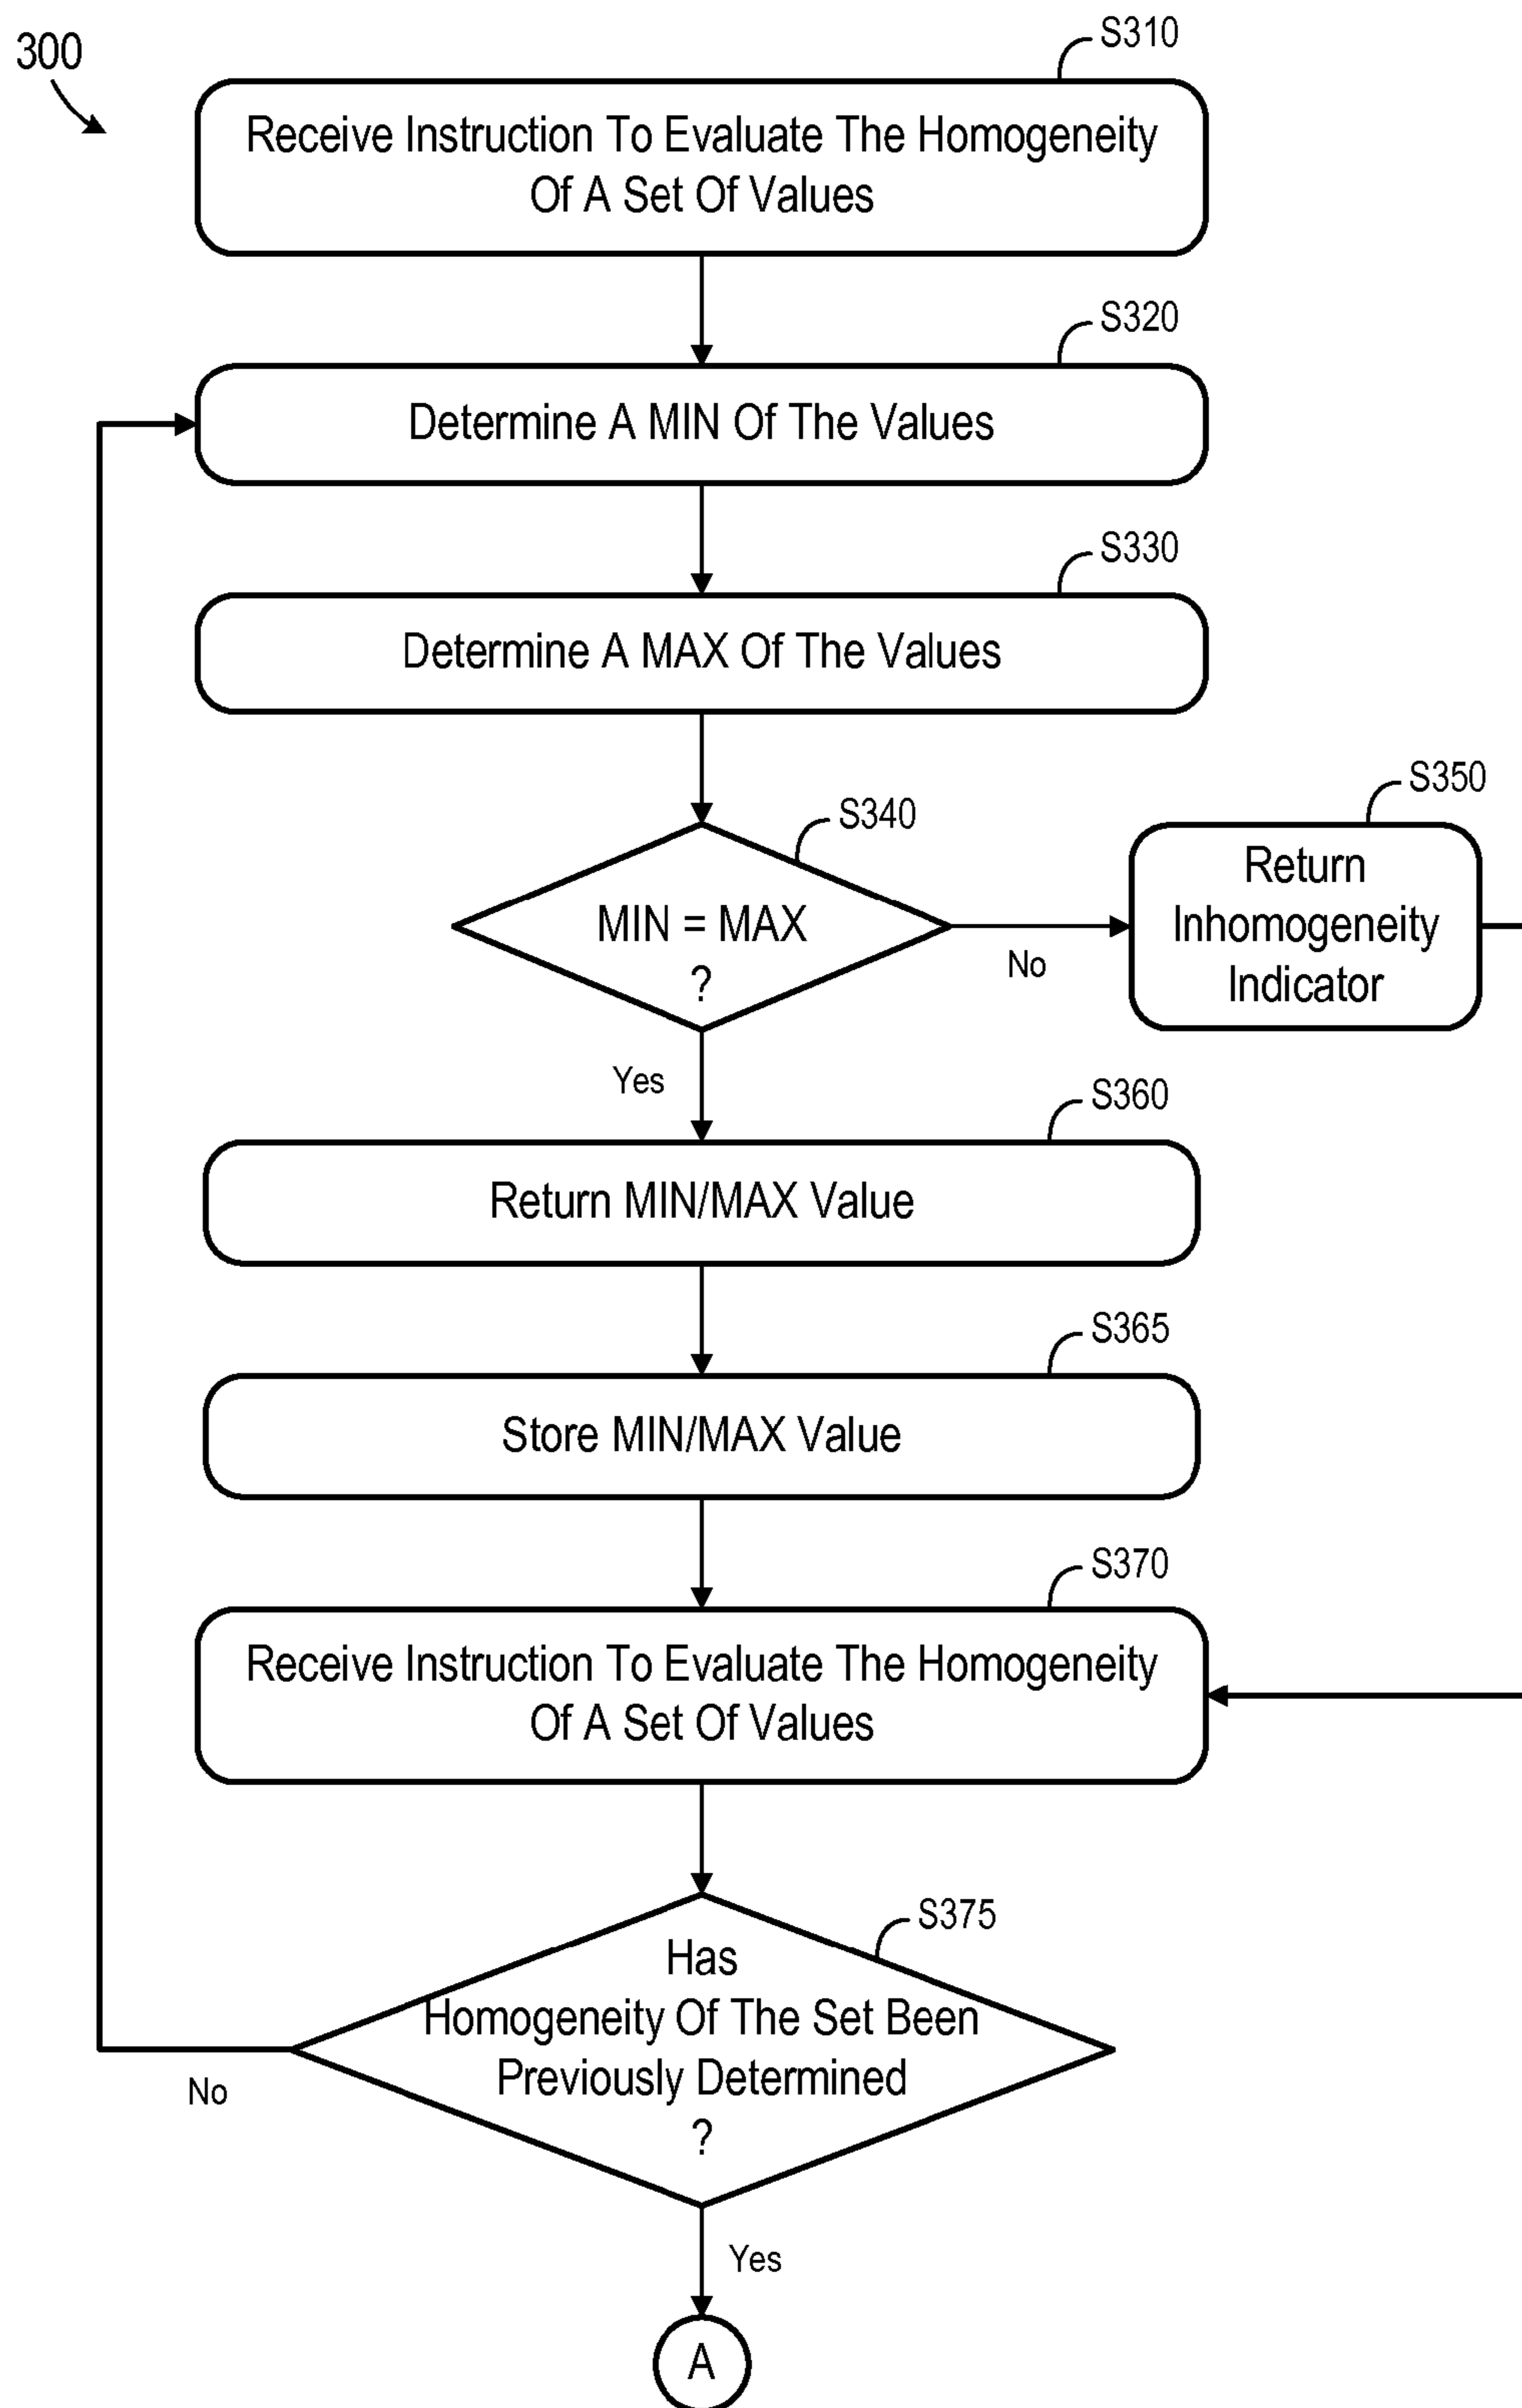 300
S310
Receive Instruction To Evaluate The Homogeneity
Of A Set Of Values
S320
Determine A MIN Of The Values
S330
Determine A MAX Of The Values
S340
MIN = MAX
?
No
S350
Return
Inhomogeneity
Indicator
Yes
S360
Return MIN/MAX Value
S365
Store MIN/MAX Value
S370
Receive Instruction To Evaluate The Homogeneity
Of A Set Of Values
S375
Has
Homogeneity Of The Set Been
Previously Determined
?
No
Yes
A